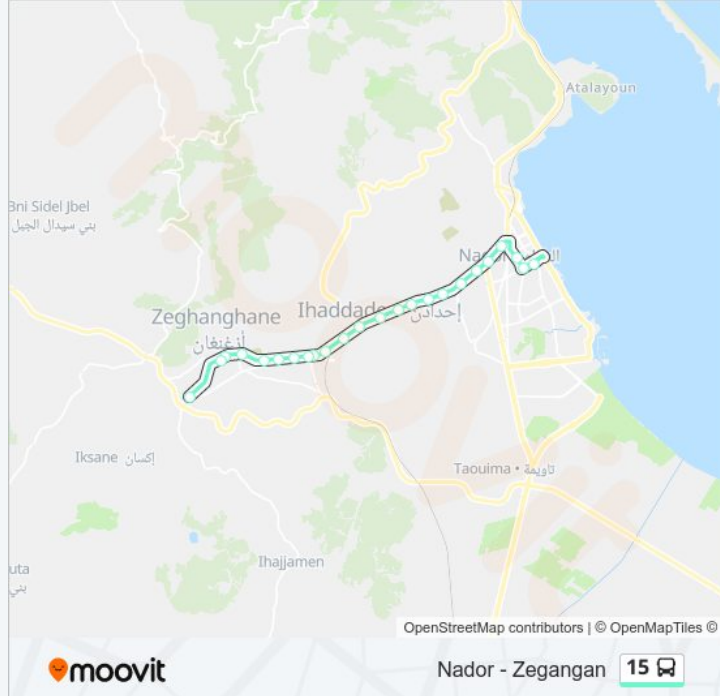 Atalayoun
Bni Sidel Jbel
بني سيدال الجبل
Zeghanghane
أزغنغان
Ihaddade
إحدادن
Iksane إكسان
Taouima • تاويمة
Ihajjamen
OpenStreetMap contributors | © OpenMapTiles ©
moovit
Nador - Zegangan 15